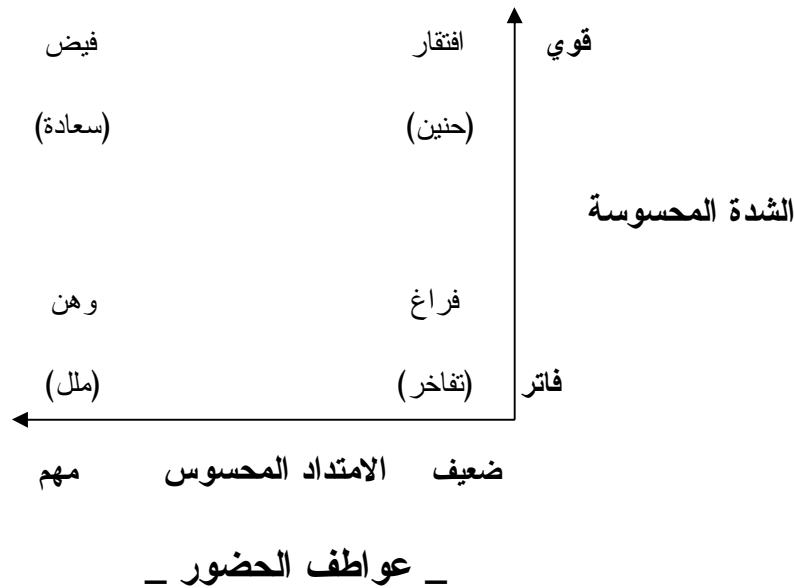 قوي افتقار فيض
(حنين) (سعادة)
الشدة المحسوسة
فراغ وهن
فاتر (تفاخر) (ملل)
ضعيف الامتداد المحسوس مهم
_ عواطف الحضور _